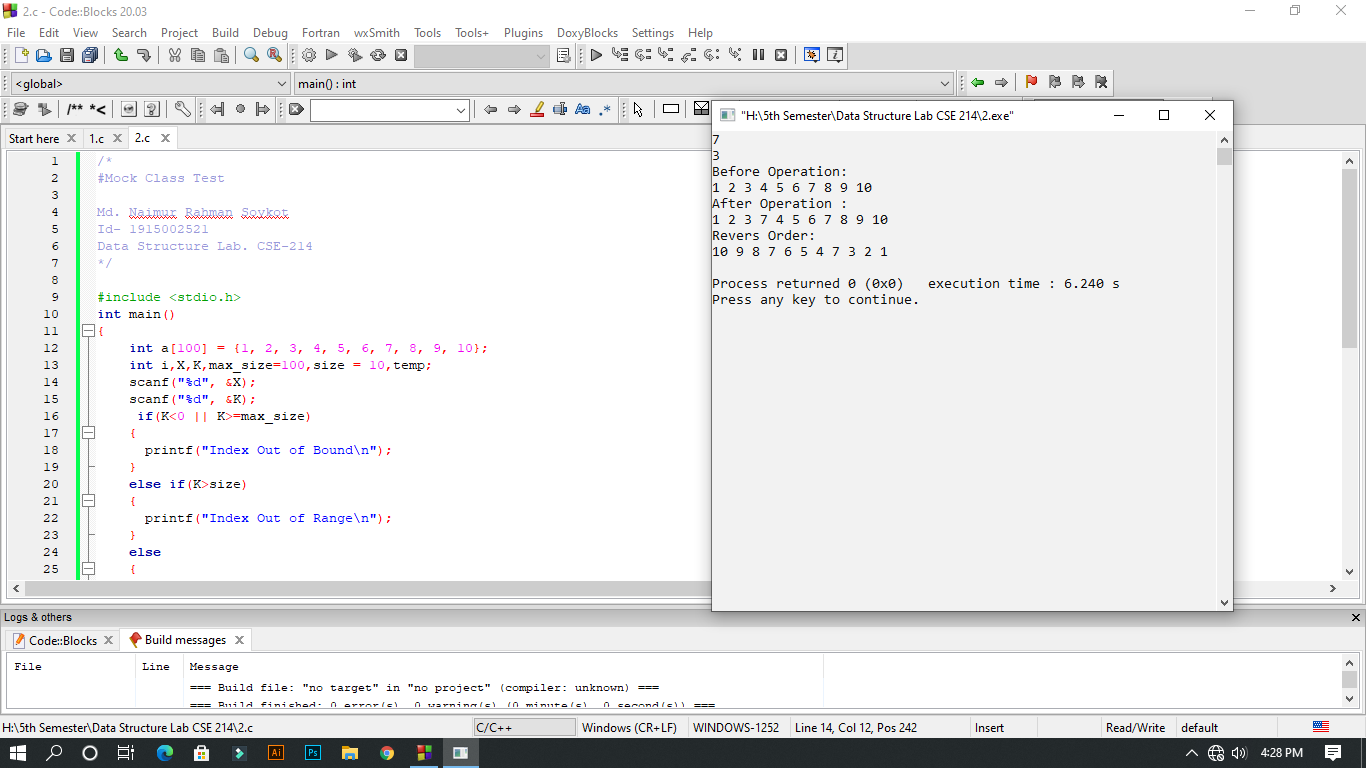 2.c - Code::Blocks 20.03
File Edit View Search Project Build Debug Fortran wxSmith Tools Tools+ Plugins DoxyBlocks Settings Help
<global>
main() : int
/** *<
Aa .*
Start here
1.c
2.c
1 /*
2 #Mock Class Test
3
4 Md. Naimur Rahman Soykot
5 Id- 1915002521
6 Data Structure Lab. CSE-214
7 */
8
9 #include <stdio.h>
10 int main()
11 {
12 int a[100] = {1, 2, 3, 4, 5, 6, 7, 8, 9, 10};
13 int i,X,K,max_size=100,size = 10,temp;
14 scanf("%d", &X);
15 scanf("%d", &K);
16 if(K<0 || K>=max_size)
17 {
18 printf("Index Out of Bound\n");
19 }
20 else if(K>size)
21 {
22 printf("Index Out of Range\n");
23 }
24 else
25 {
"H:\5th Semester\Data Structure Lab CSE 214\2.exe"
7
3
Before Operation:
1 2 3 4 5 6 7 8 9 10
After Operation :
1 2 3 7 4 5 6 7 8 9 10
Revers Order:
10 9 8 7 6 5 4 7 3 2 1
Process returned 0 (0x0) execution time : 6.240 s
Press any key to continue.
Logs & others
Code::Blocks
Build messages
File Line Message
=== Build file: "no target" in "no project" (compiler: unknown) ===
=== Build finished: 0 error(s), 0 warning(s) (0 minute(s), 0 second(s)) ===
H:\5th Semester\Data Structure Lab CSE 214\2.c C/C++ Windows (CR+LF) WINDOWS-1252 Line 14, Col 12, Pos 242 Insert Read/Write default
Ai
Ps
4:28 PM